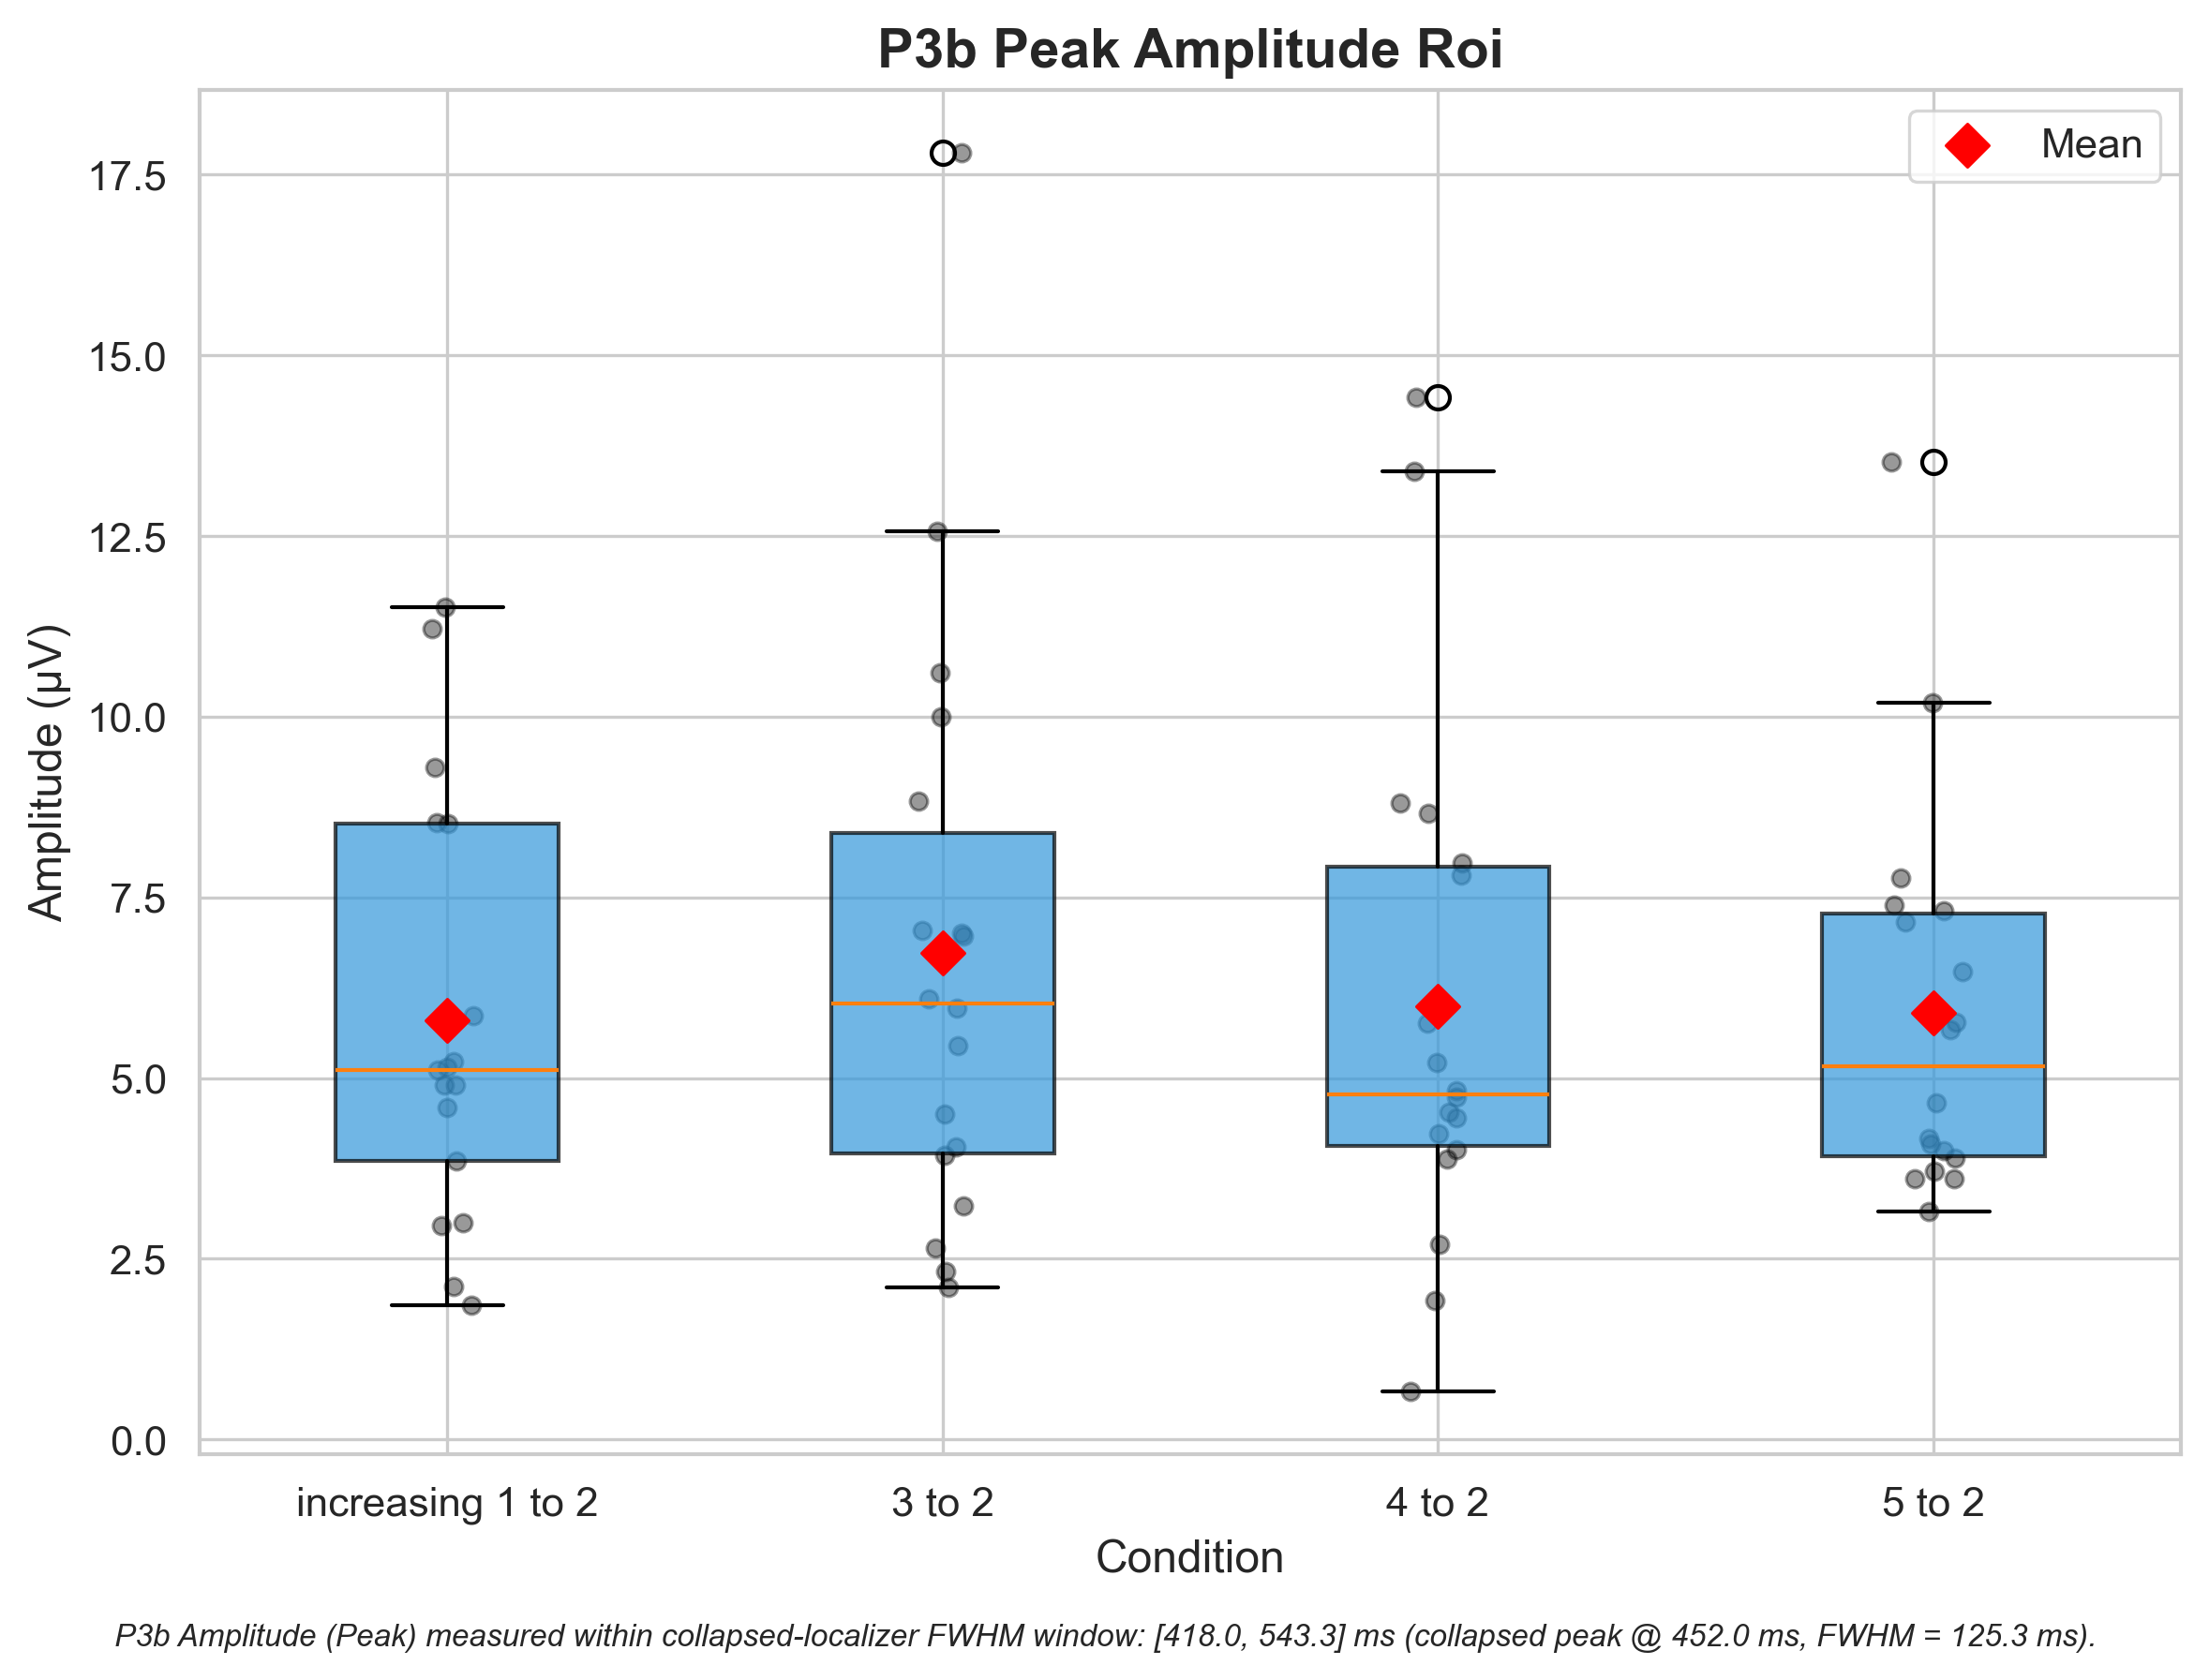 P3b Peak Amplitude Roi
Mean
17.5
15.0
12.5
10.0
7.5
5.0
2.5
0.0
Amplitude (μV)
increasing 1 to 2
3 to 2
4 to 2
5 to 2
Condition
P3b Amplitude (Peak) measured within collapsed-localizer FWHM window: [418.0, 543.3] ms (collapsed peak @ 452.0 ms, FWHM = 125.3 ms).